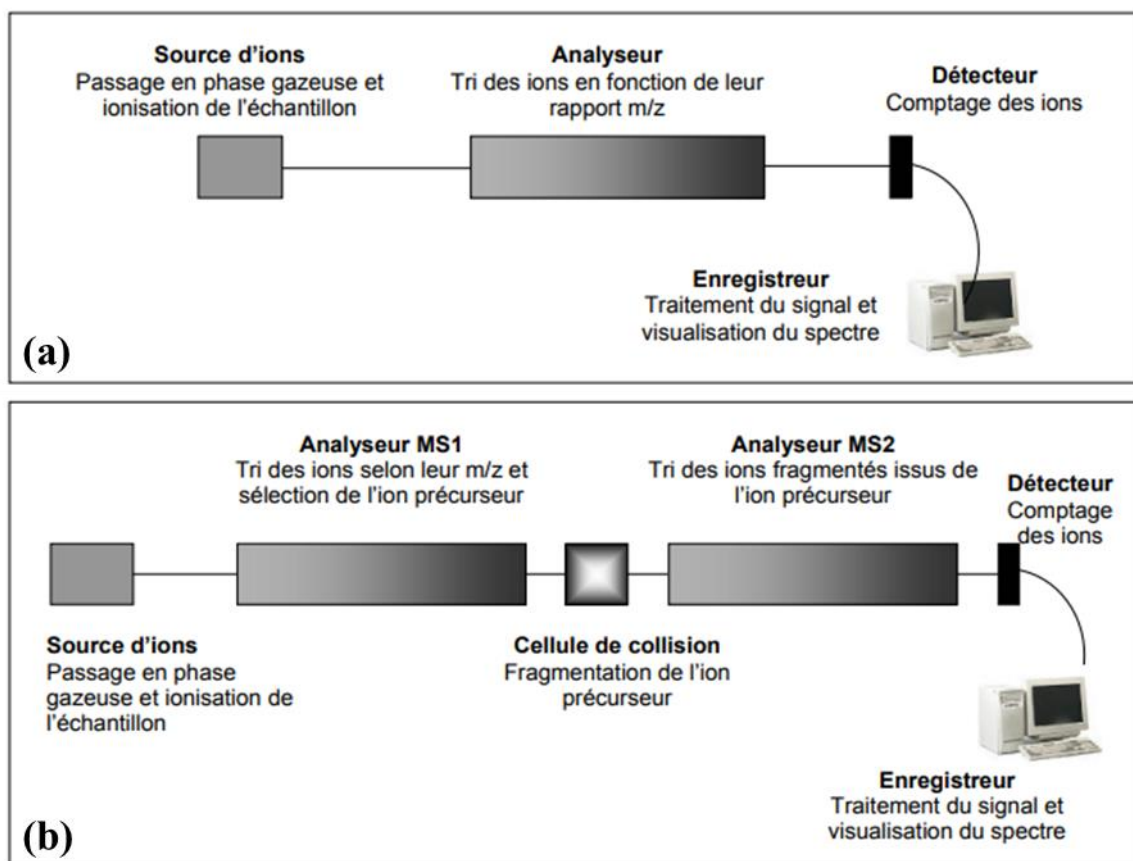 Source d'ions
Passage en phase gazeuse et
ionisation de l'échantillon
Analyseur
Tri des ions en fonction de leur
rapport m/z
Détecteur
Comptage des ions
Enregistreur
Traitement du signal et
visualisation du spectre
(a)
Analyseur MS1
Tri des ions selon leur m/z et
sélection de l'ion précurseur
Analyseur MS2
Tri des ions fragmentés issus de
l'ion précurseur
Détecteur
Comptage
des ions
Source d'ions
Passage en phase
gazeuse et ionisation de
l'échantillon
Cellule de collision
Fragmentation de l'ion
précurseur
Enregistreur
Traitement du signal et
visualisation du spectre
(b)